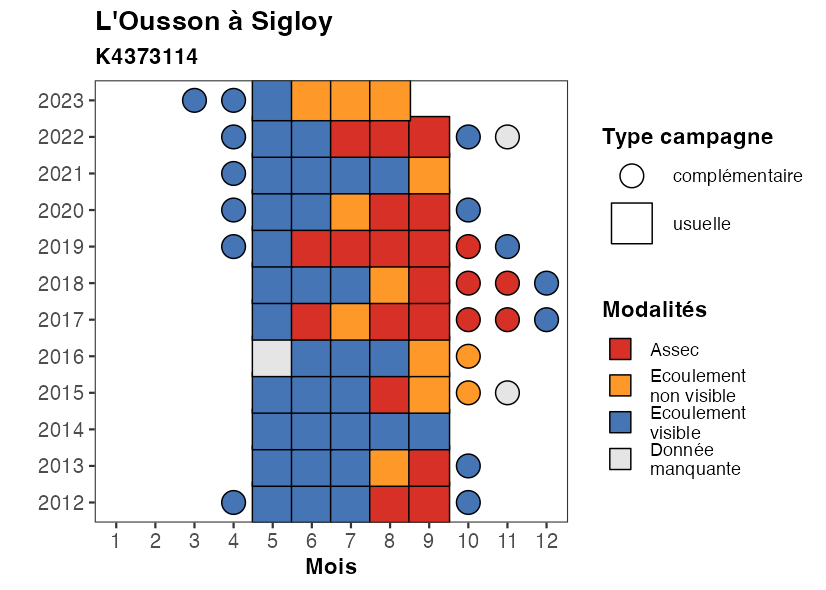 L'Ousson à Sigloy
K4373114
2023
2022
2021
2020
2019
2018
2017
2016
2015
2014
2013
2012
1 2 3 4 5 6 7 8 9 10 11 12
Mois
Type campagne
complémentaire
usuelle
Modalités
Assec
Ecoulement
non visible
Ecoulement
visible
Donnée
manquante